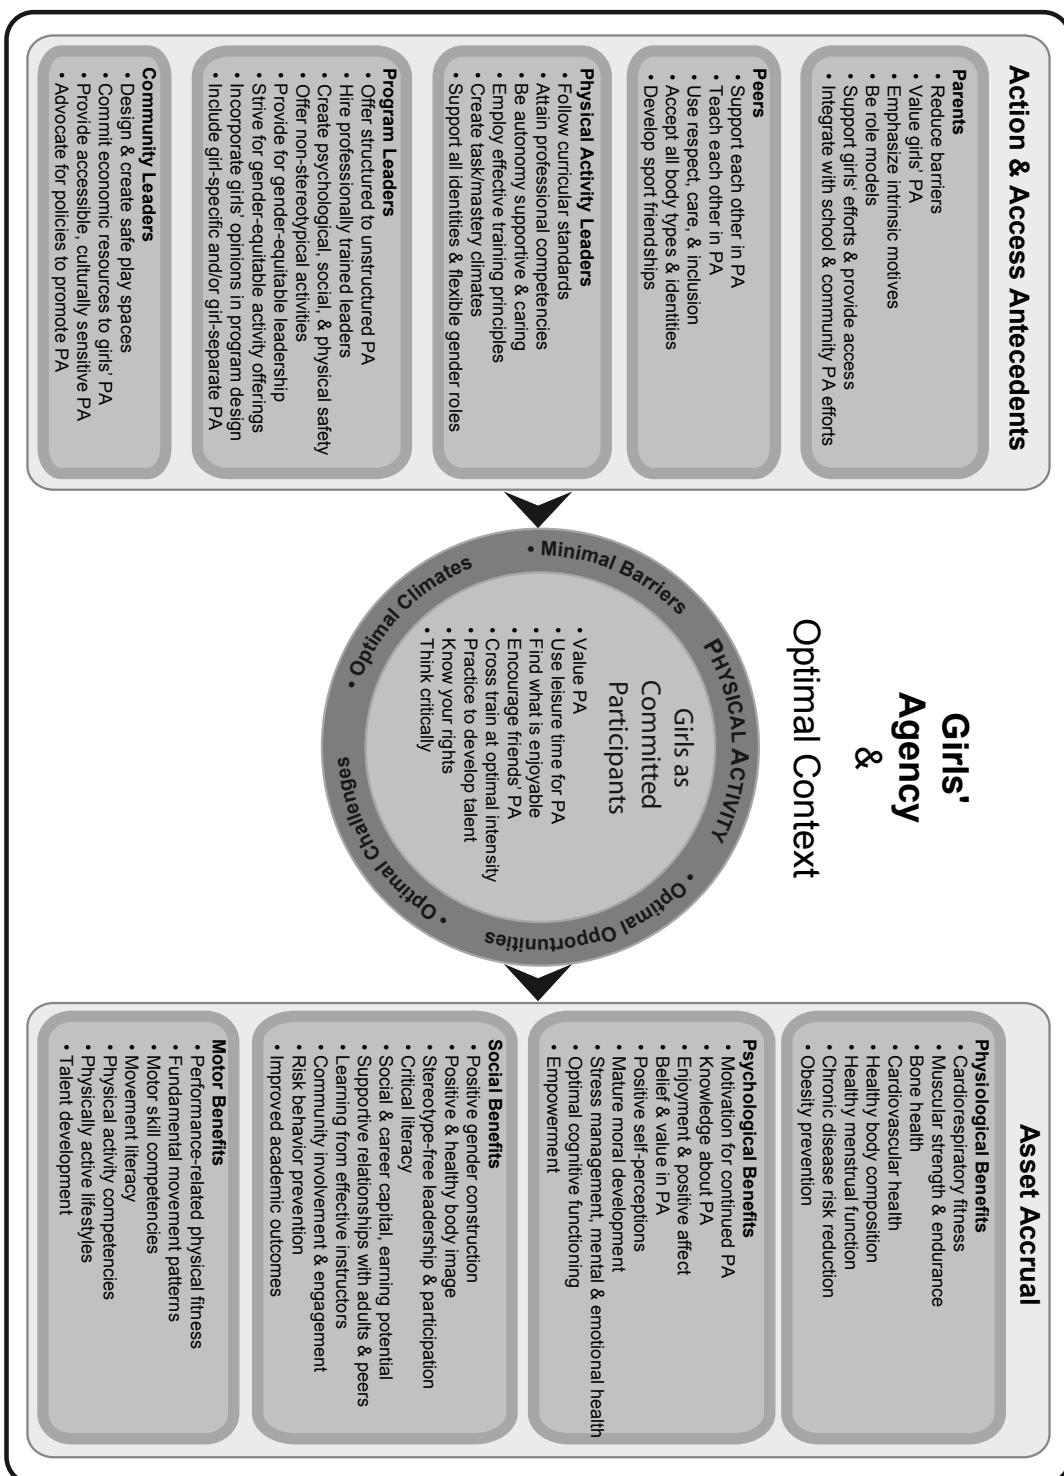 Action & Access Antecedents
Parents
• Reduce barriers
• Value girls' PA
• Emphasize intrinsic motives
• Be role models
• Support girls' efforts & provide access
• Integrate with school & community PA efforts
Peers
• Support each other in PA
• Teach each other in PA
• Use respect, care, & inclusion
• Accept all body types & identities
• Develop sport friendships
Physical Activity Leaders
• Follow curricular standards
• Attain professional competencies
• Be autonomy supportive & caring
• Employ effective training principles
• Create task/mastery climates
• Support all identities & flexible gender roles
Program Leaders
• Offer structured to unstructured PA
• Hire professionally trained leaders
• Create psychological, social, & physical safety
• Offer non-stereotypical activities
• Provide for gender-equitable leadership
• Strive for gender-equitable activity offerings
• Incorporate girls' opinions in program design
• Include girl-specific and/or girl-separate PA
Community Leaders
• Design & create safe play spaces
• Commit economic resources to girls' PA
• Provide accessible, culturally sensitive PA
• Advocate for policies to promote PA
Girls'
Agency
&
Optimal Context
PHYSICAL ACTIVITY
• Optimal Opportunities
• Optimal Challenges
• Optimal Climates
• Minimal Barriers
Girls as
Committed
Participants
• Value PA
• Use leisure time for PA
• Find what is enjoyable
• Encourage friends' PA
• Cross train at optimal intensity
• Practice to develop talent
• Know your rights
• Think critically
Asset Accrual
Physiological Benefits
• Cardiorespiratory fitness
• Muscular strength & endurance
• Bone health
• Cardiovascular health
• Healthy body composition
• Healthy menstrual function
• Chronic disease risk reduction
• Obesity prevention
Psychological Benefits
• Motivation for continued PA
• Knowledge about PA
• Enjoyment & positive affect
• Belief & value in PA
• Positive self-perceptions
• Mature moral development
• Stress management, mental & emotional health
• Optimal cognitive functioning
• Empowerment
Social Benefits
• Positive gender construction
• Positive & healthy body image
• Stereotype-free leadership & participation
• Critical literacy
• Social & career capital, earning potential
• Supportive relationships with adults & peers
• Learning from effective instructors
• Community involvement & engagement
• Risk behavior prevention
• Improved academic outcomes
Motor Benefits
• Performance-related physical fitness
• Fundamental movement patterns
• Motor skill competencies
• Movement literacy
• Physical activity competencies
• Physically active lifestyles
• Talent development